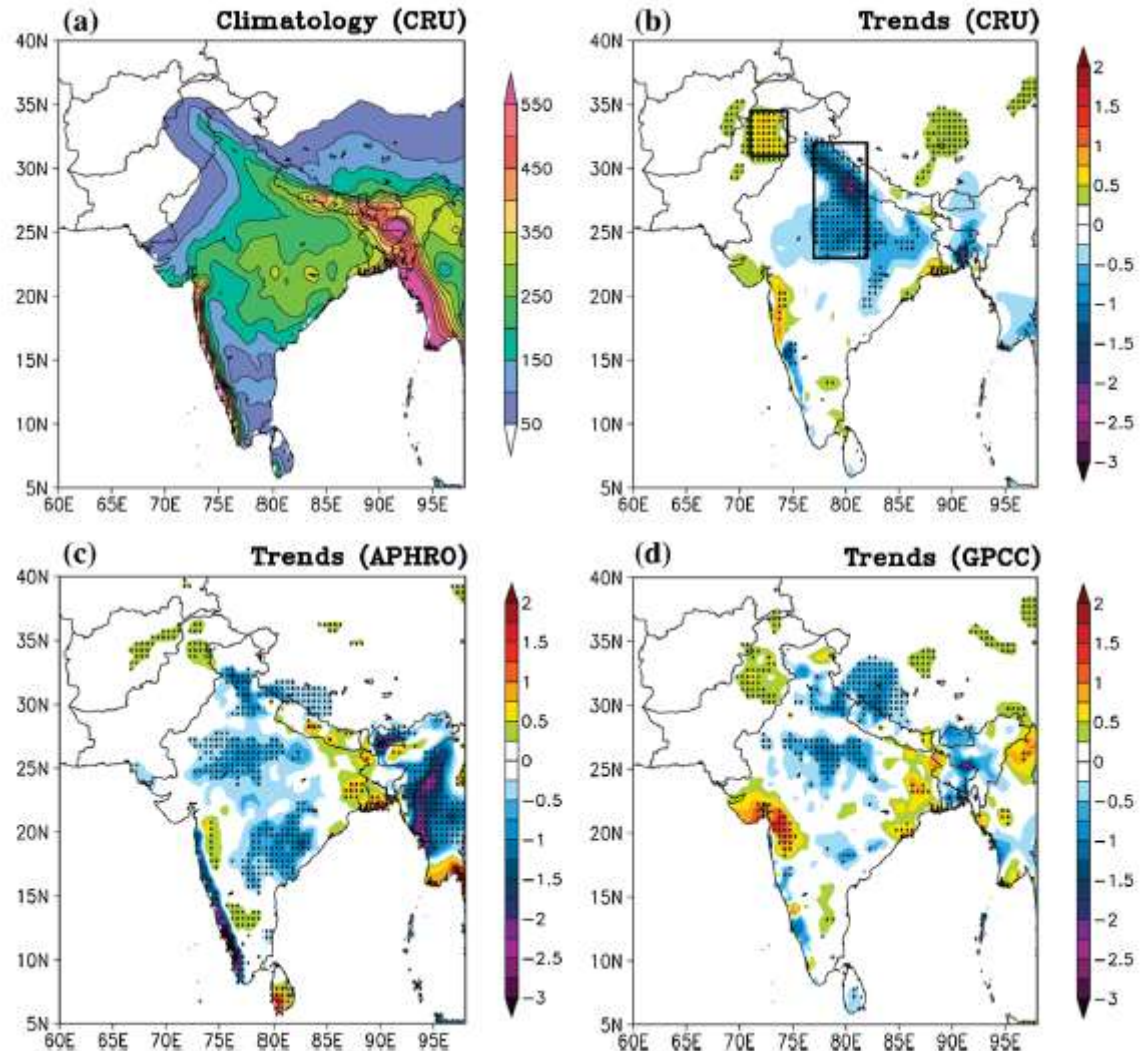 (a) Climatology (CRU)
40N
35N
30N
25N
20N
15N
10N
5N
60E 65E 70E 75E 80E 85E 90E 95E
550
450
350
250
150
50
(b) Trends (CRU)
40N
35N
30N
25N
20N
15N
10N
5N
60E 65E 70E 75E 80E 85E 90E 95E
2
1.5
1
0.5
0
−0.5
−1
−1.5
−2
−2.5
−3
(c) Trends (APHRO)
40N
35N
30N
25N
20N
15N
10N
5N
60E 65E 70E 75E 80E 85E 90E 95E
2
1.5
1
0.5
0
−0.5
−1
−1.5
−2
−2.5
−3
(d) Trends (GPCC)
40N
35N
30N
25N
20N
15N
10N
5N
60E 65E 70E 75E 80E 85E 90E 95E
2
1.5
1
0.5
0
−0.5
−1
−1.5
−2
−2.5
−3